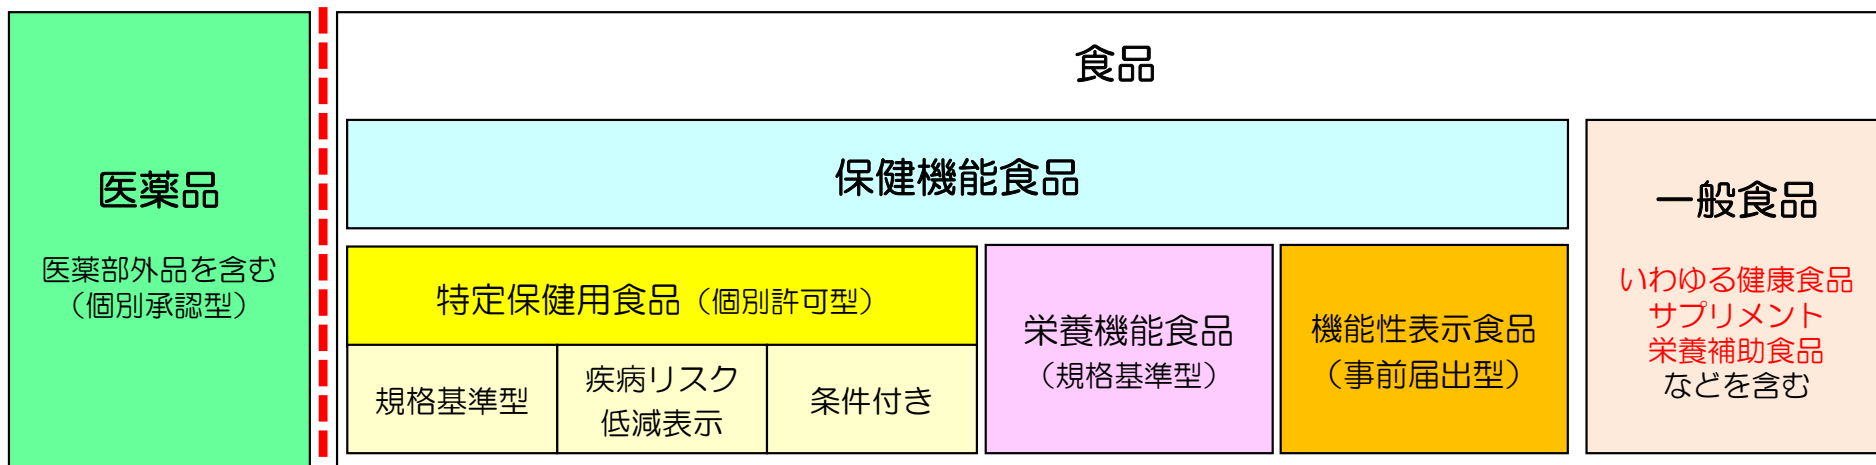 医薬品
医薬部外品を含む
（個別承認型）
食品
保健機能食品
特定保健用食品（個別許可型）
規格基準型
疾病リスク
低減表示
条件付き
栄養機能食品
（規格基準型）
機能性表示食品
（事前届出型）
一般食品
いわゆる健康食品
サプリメント
栄養補助食品
などを含む